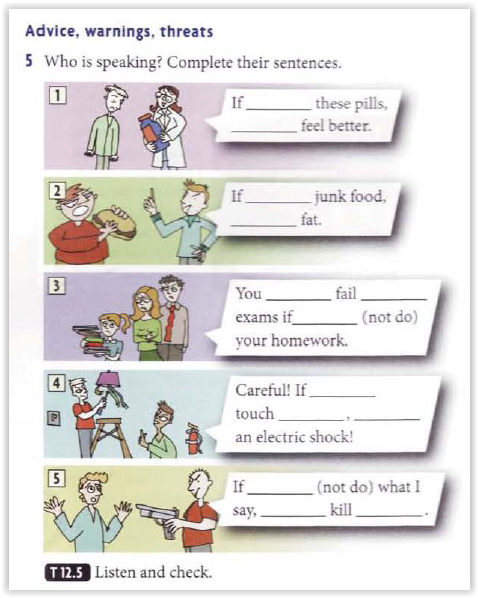 Advice, warnings, threats
5 Who is speaking? Complete their sentences.
1
If ________ these pills,
________ feel better.
2
If ________ junk food,
________ fat.
3
You ________ fail ________
exams if________ (not do)
your homework.
4
Careful! If ________
touch ________, ________
an electric shock!
5
If ________ (not do) what I
say, ________ kill ________.
T 12.5 Listen and check.